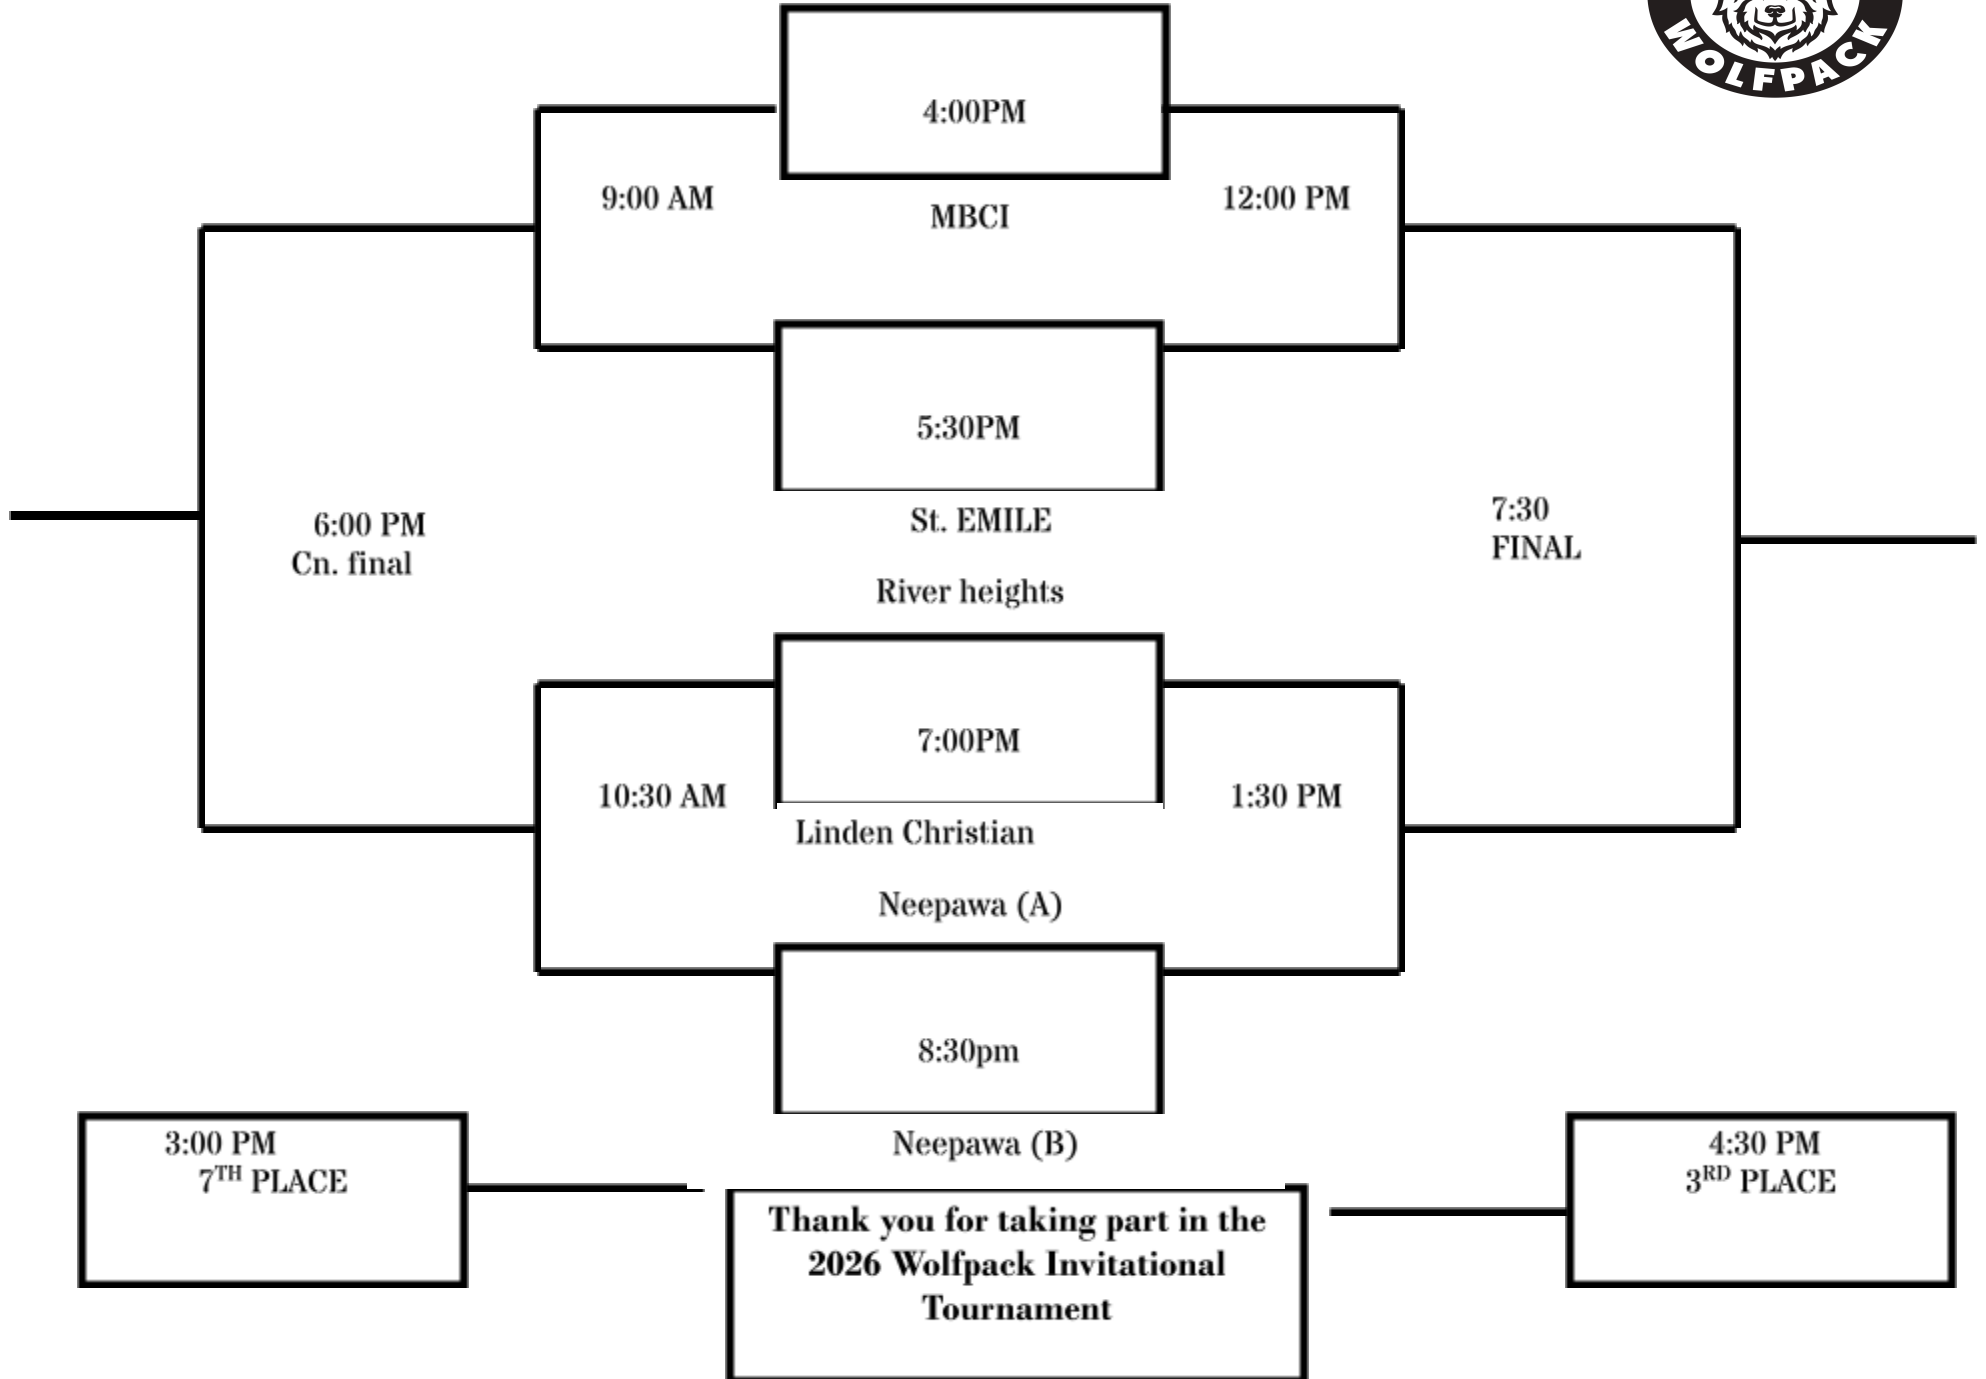 WOLFPACK
4:00PM
9:00 AM
12:00 PM
MBCI
5:30PM
St. EMILE
6:00 PM
Cn. final
7:30
FINAL
River heights
7:00PM
10:30 AM
1:30 PM
Linden Christian
Neepawa (A)
8:30pm
Neepawa (B)
3:00 PM
7TH PLACE
4:30 PM
3RD PLACE
Thank you for taking part in the
2026 Wolfpack Invitational
Tournament